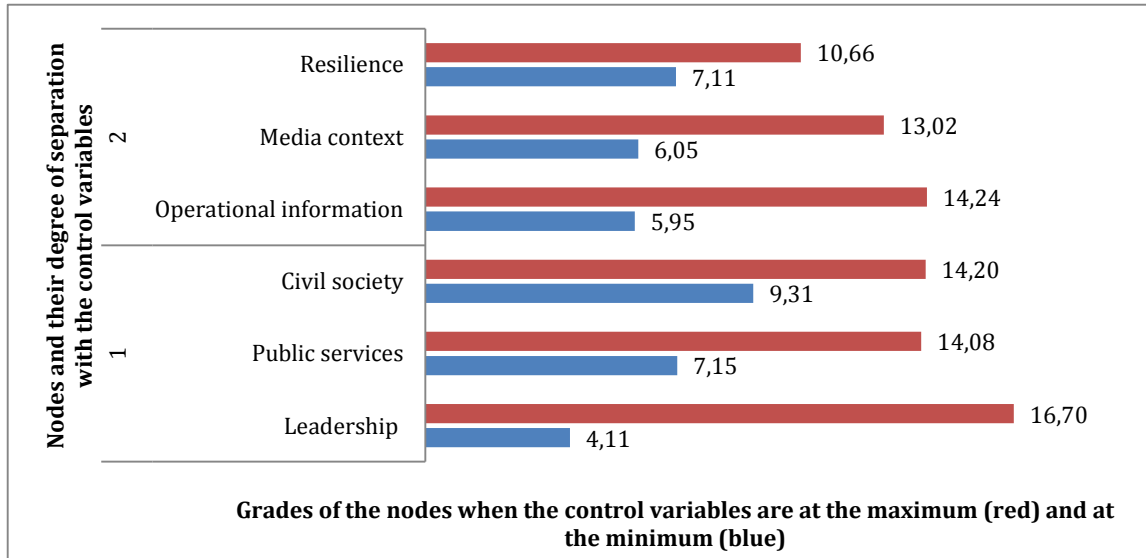 Nodes and their degree of separation
with the control variables
2
Resilience
10,66
7,11
Media context
13,02
6,05
Operational information
14,24
5,95
1
Civil society
14,20
9,31
Public services
14,08
7,15
Leadership
16,70
4,11
Grades of the nodes when the control variables are at the maximum (red) and at
the minimum (blue)